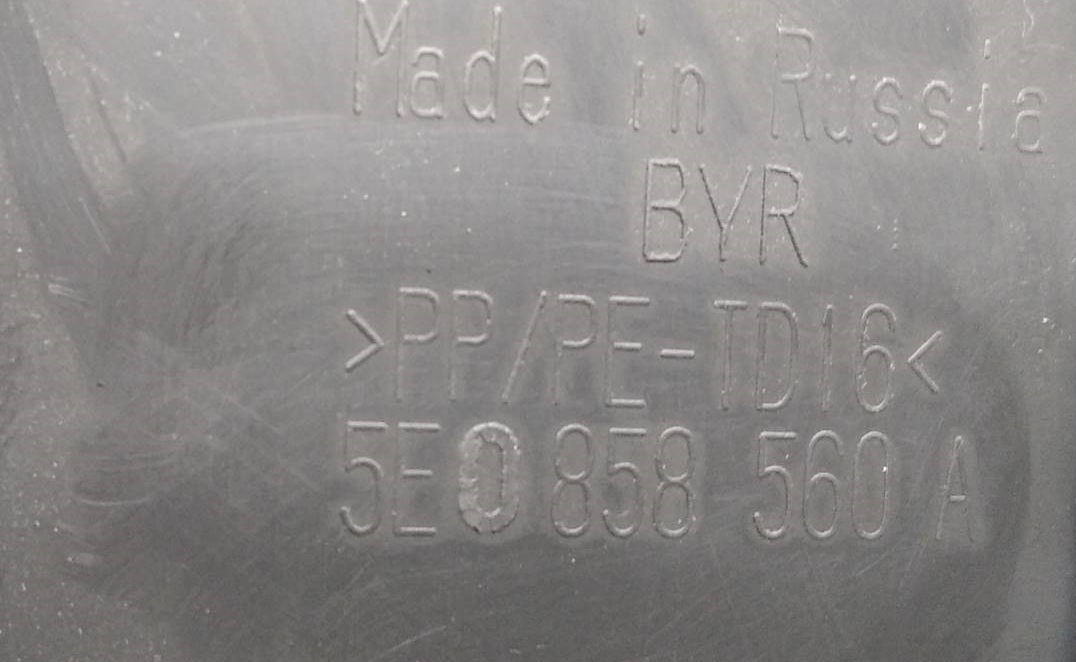 Made in Russia
BYR
>PP/PE-TD16<
5E0 858 560 A